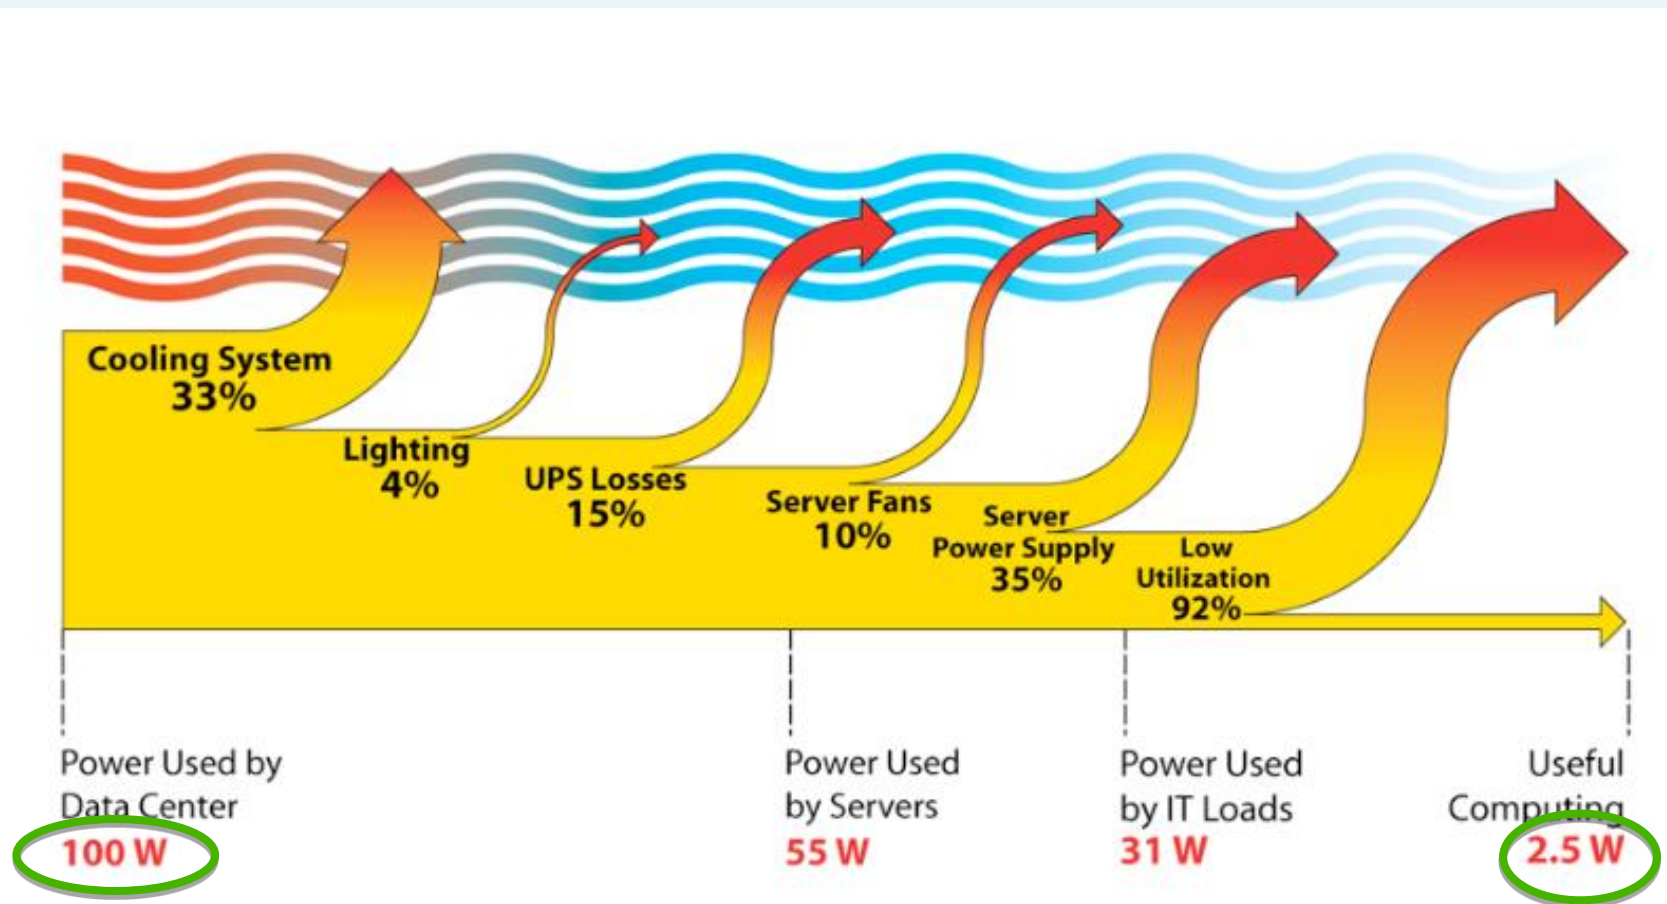 Cooling System
33%
Lighting
4%
UPS Losses
15%
Server Fans
10%
Server
Power Supply
35%
Low
Utilization
92%
Power Used by
Data Center
100 W
Power Used
by Servers
55 W
Power Used
by IT Loads
31 W
Useful
Computing
2.5 W